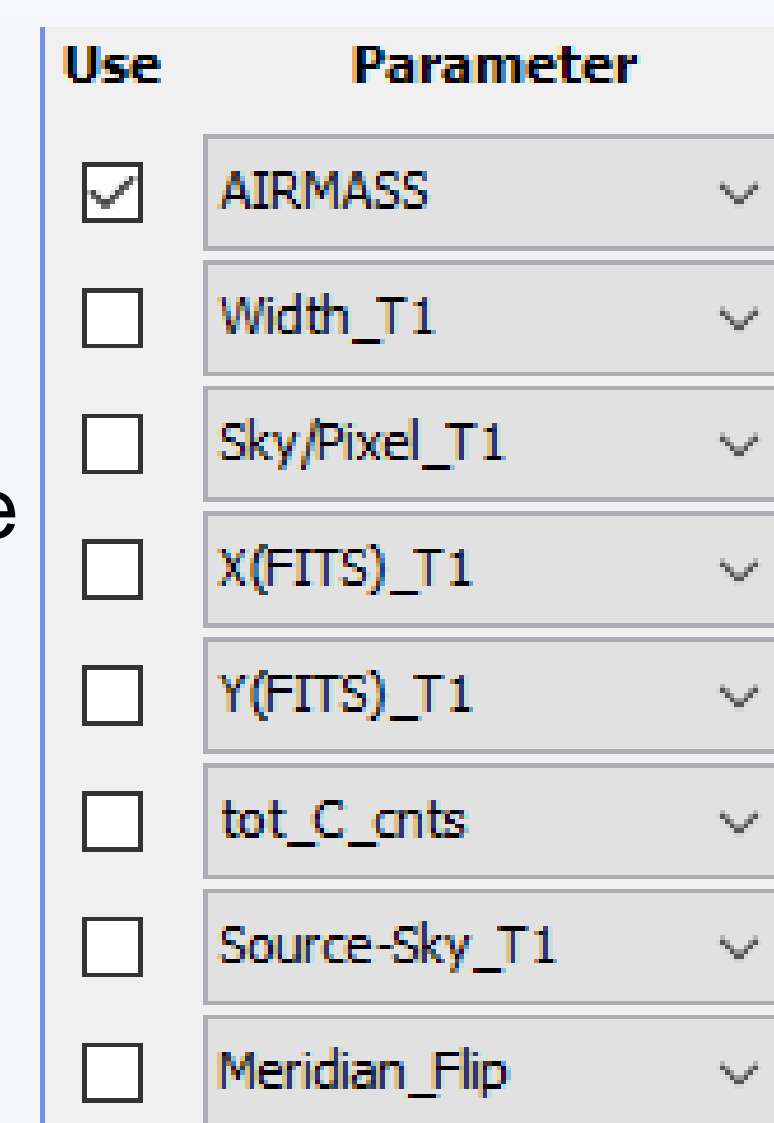 Use Parameter
AIRMASS
Width_T1
Sky/Pixel_T1
e
X(FITS)_T1
Y(FITS)_T1
tot_C_cnts
Source-Sky_T1
Meridian_Flip